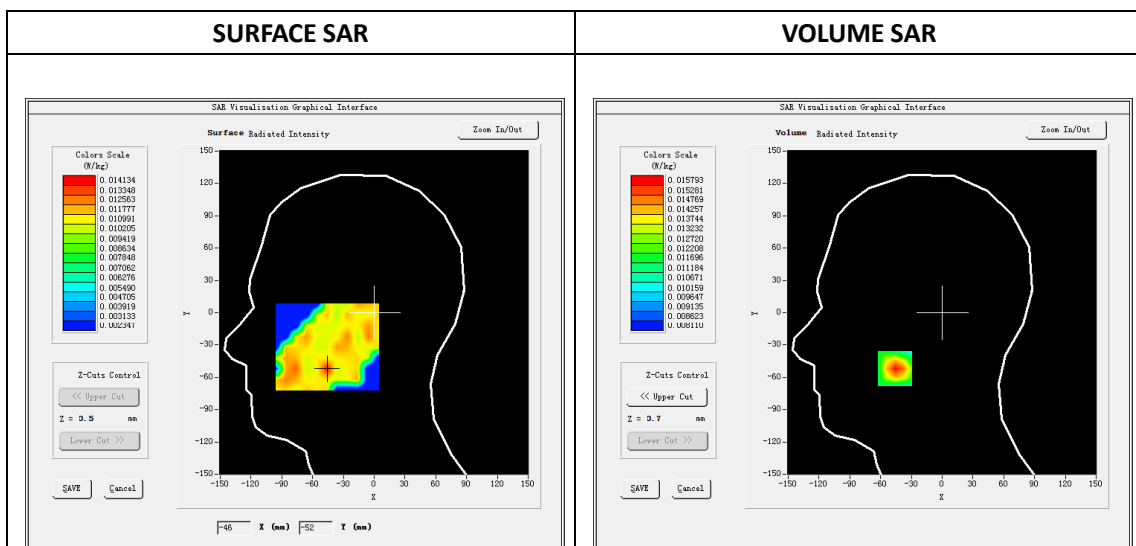 SURFACE SAR
VOLUME SAR
SAR Visualisation Graphical Interface
Surface Radiated Intensity
Zoom In/Out
Colors Scale
(W/kg)
0.014134
0.013348
0.012563
0.011777
0.010991
0.010205
0.009419
0.008634
0.007848
0.007062
0.006276
0.005490
0.004705
0.003919
0.003133
0.002347
150
120
90
60
30
0
-30
-60
-90
-120
-150
Y
-150 -120 -90 -60 -30 0 30 60 90 120 150
X
Z-Cuts Control
<< Upper Cut
Z = 0.5 mm
Lower Cut >>
SAVE Cancel
-46 X (mm) -52 Y (mm)
SAR Visualisation Graphical Interface
Volume Radiated Intensity
Zoom In/Out
Colors Scale
(W/kg)
0.015793
0.015281
0.014769
0.014257
0.013744
0.013232
0.012720
0.012208
0.011696
0.011184
0.010671
0.010159
0.009647
0.009135
0.008623
0.008110
150
120
90
60
30
0
-30
-60
-90
-120
-150
Y
-150 -120 -90 -60 -30 0 30 60 90 120 150
X
Z-Cuts Control
<< Upper Cut
Z = 0.7 mm
Lower Cut >>
SAVE Cancel